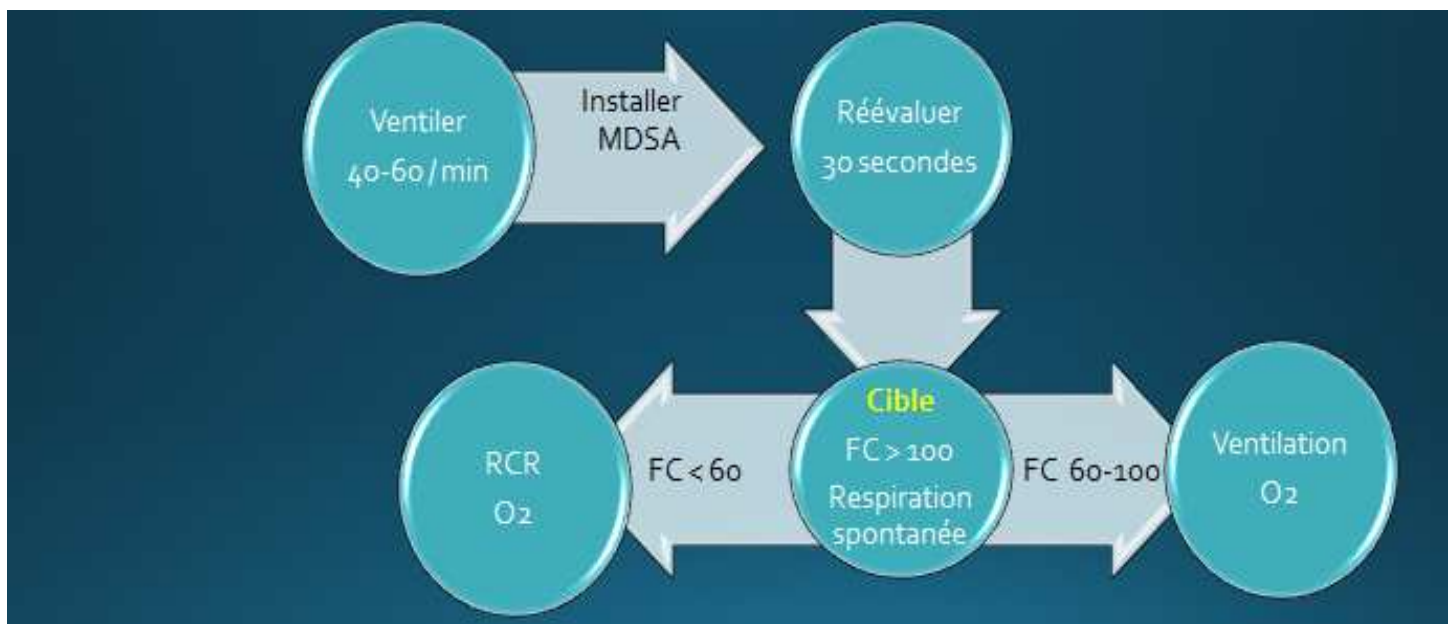 Ventiler
40-60 / min
Installer
MDSA
Réévaluer
30 secondes
Cible
FC > 100
Respiration
spontanée
RCR
O2
FC < 60
FC 60-100
Ventilation
O2